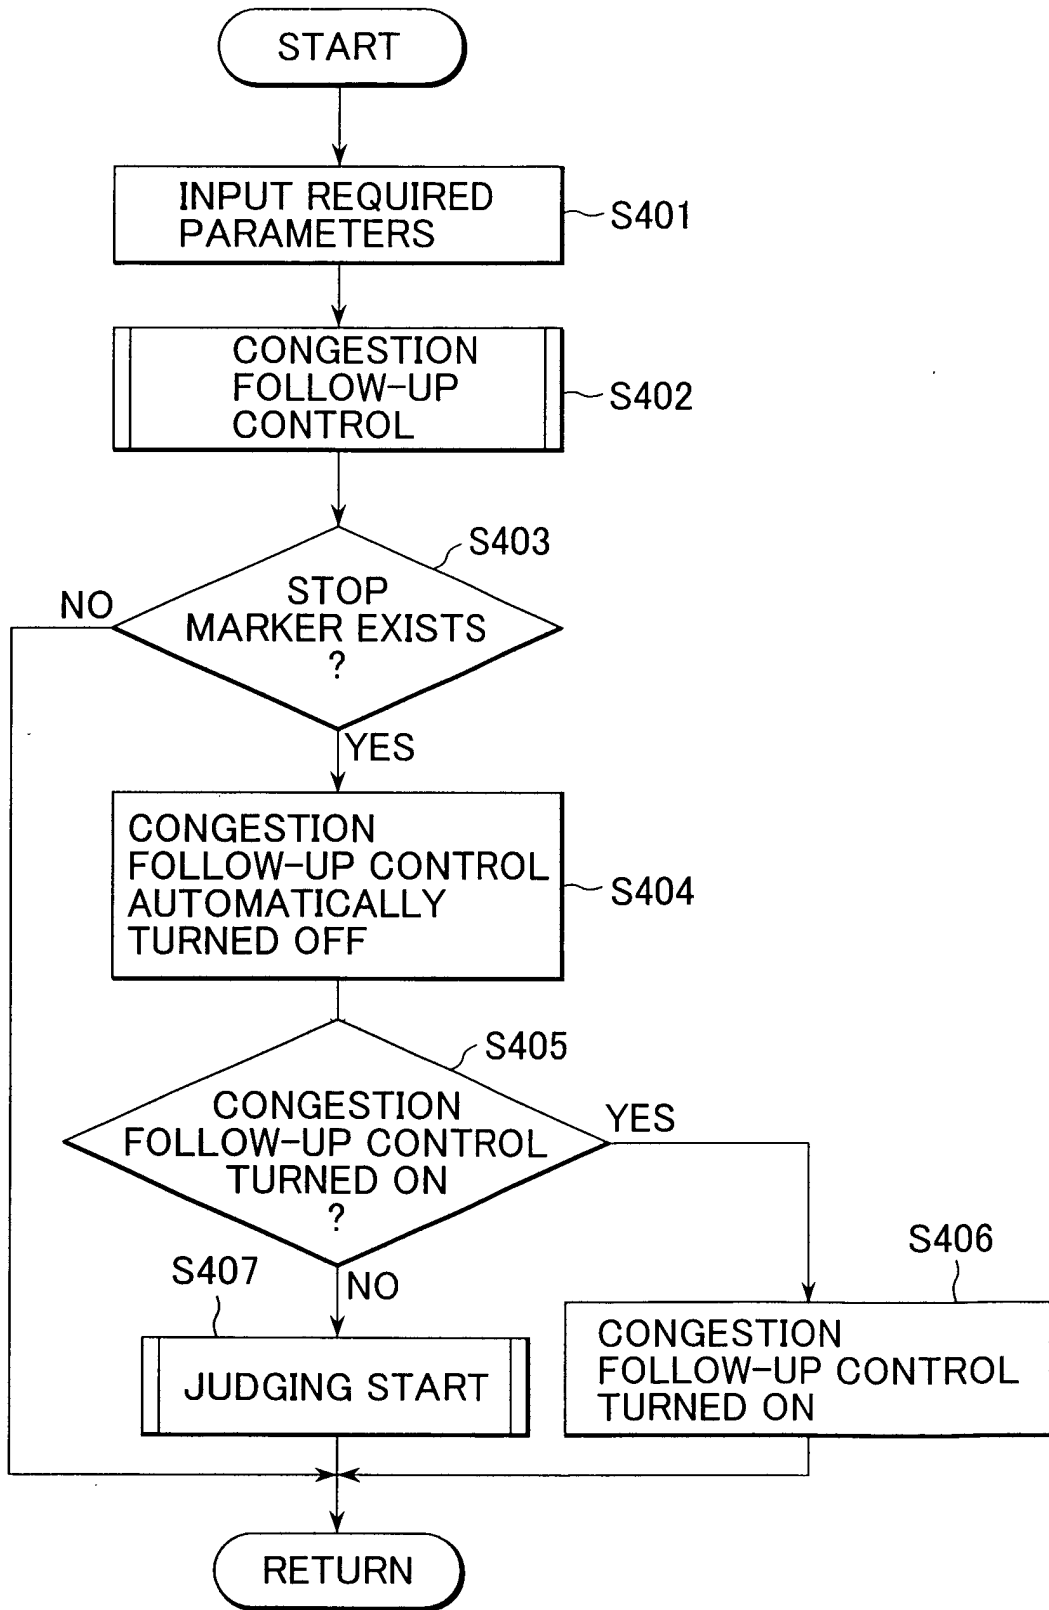 START
INPUT REQUIRED
PARAMETERS
S401
CONGESTION
FOLLOW-UP
CONTROL
S402
S403
STOP
MARKER EXISTS
?
NO
YES
CONGESTION
FOLLOW-UP CONTROL
AUTOMATICALLY
TURNED OFF
S404
S405
CONGESTION
FOLLOW-UP CONTROL
TURNED ON
?
YES
NO
S407
JUDGING START
S406
CONGESTION
FOLLOW-UP CONTROL
TURNED ON
RETURN